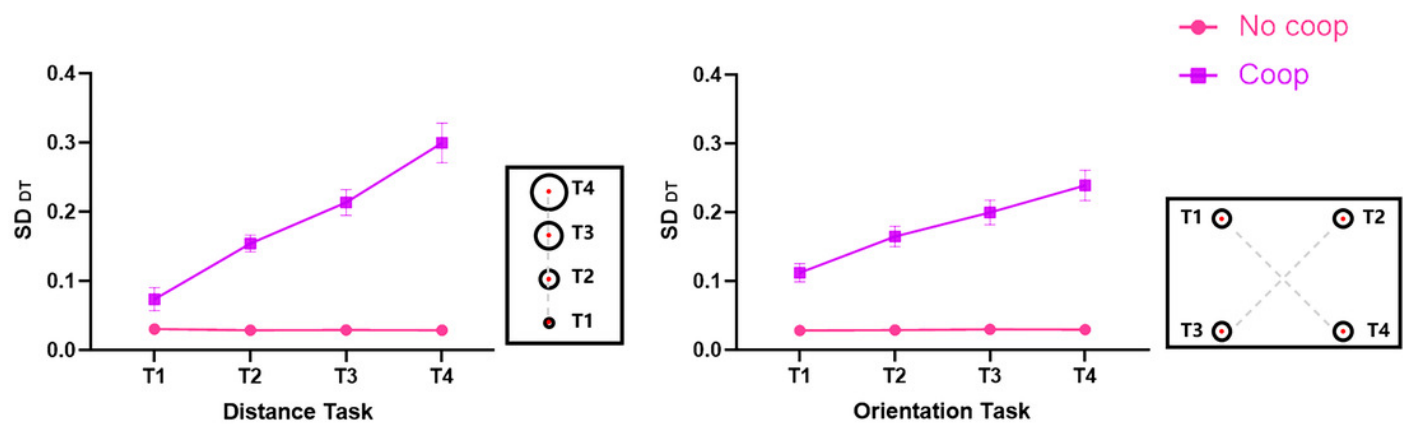 No coop
Coop
0.4
0.3
0.2
0.1
0.0
SD DT
T1 T2 T3 T4
Distance Task
T4
T3
T2
T1
0.4
0.3
0.2
0.1
0.0
SD DT
T1 T2 T3 T4
Orientation Task
T1 T2
T3 T4